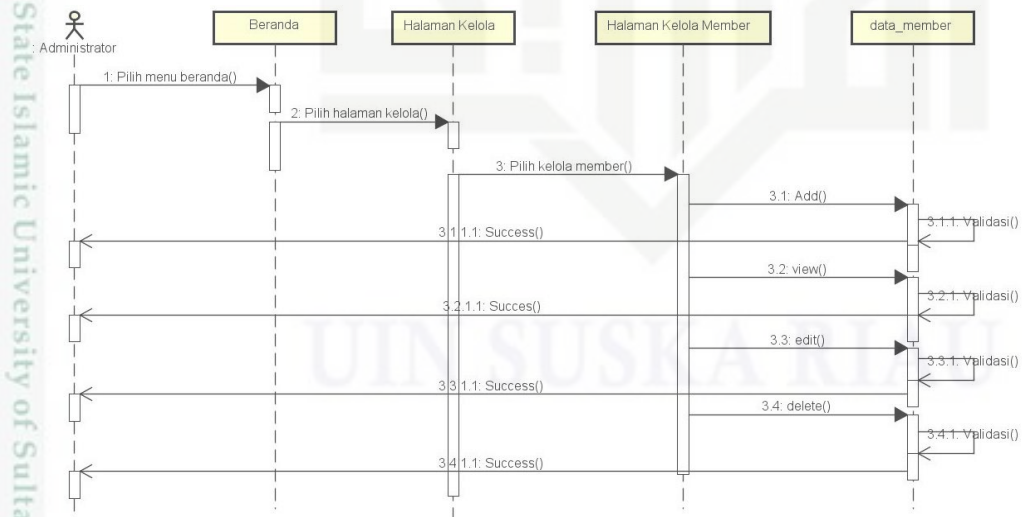 : Administrator
Beranda
Halaman Kelola
Halaman Kelola Member
data_member
1: Pilih menu beranda()
2: Pilih halaman kelola()
3: Pilih kelola member()
3.1: Add()
3.1.1: Validasi()
3.1.1.1: Success()
3.2: view()
3.2.1: Validasi()
3.2.1.1: Succes()
3.3: edit()
3.3.1: Validasi()
3.3.1.1: Success()
3.4: delete()
3.4.1: Validasi()
3.4.1.1: Success()
UIN SUSKA RIAU
State Islamic University of Sulta